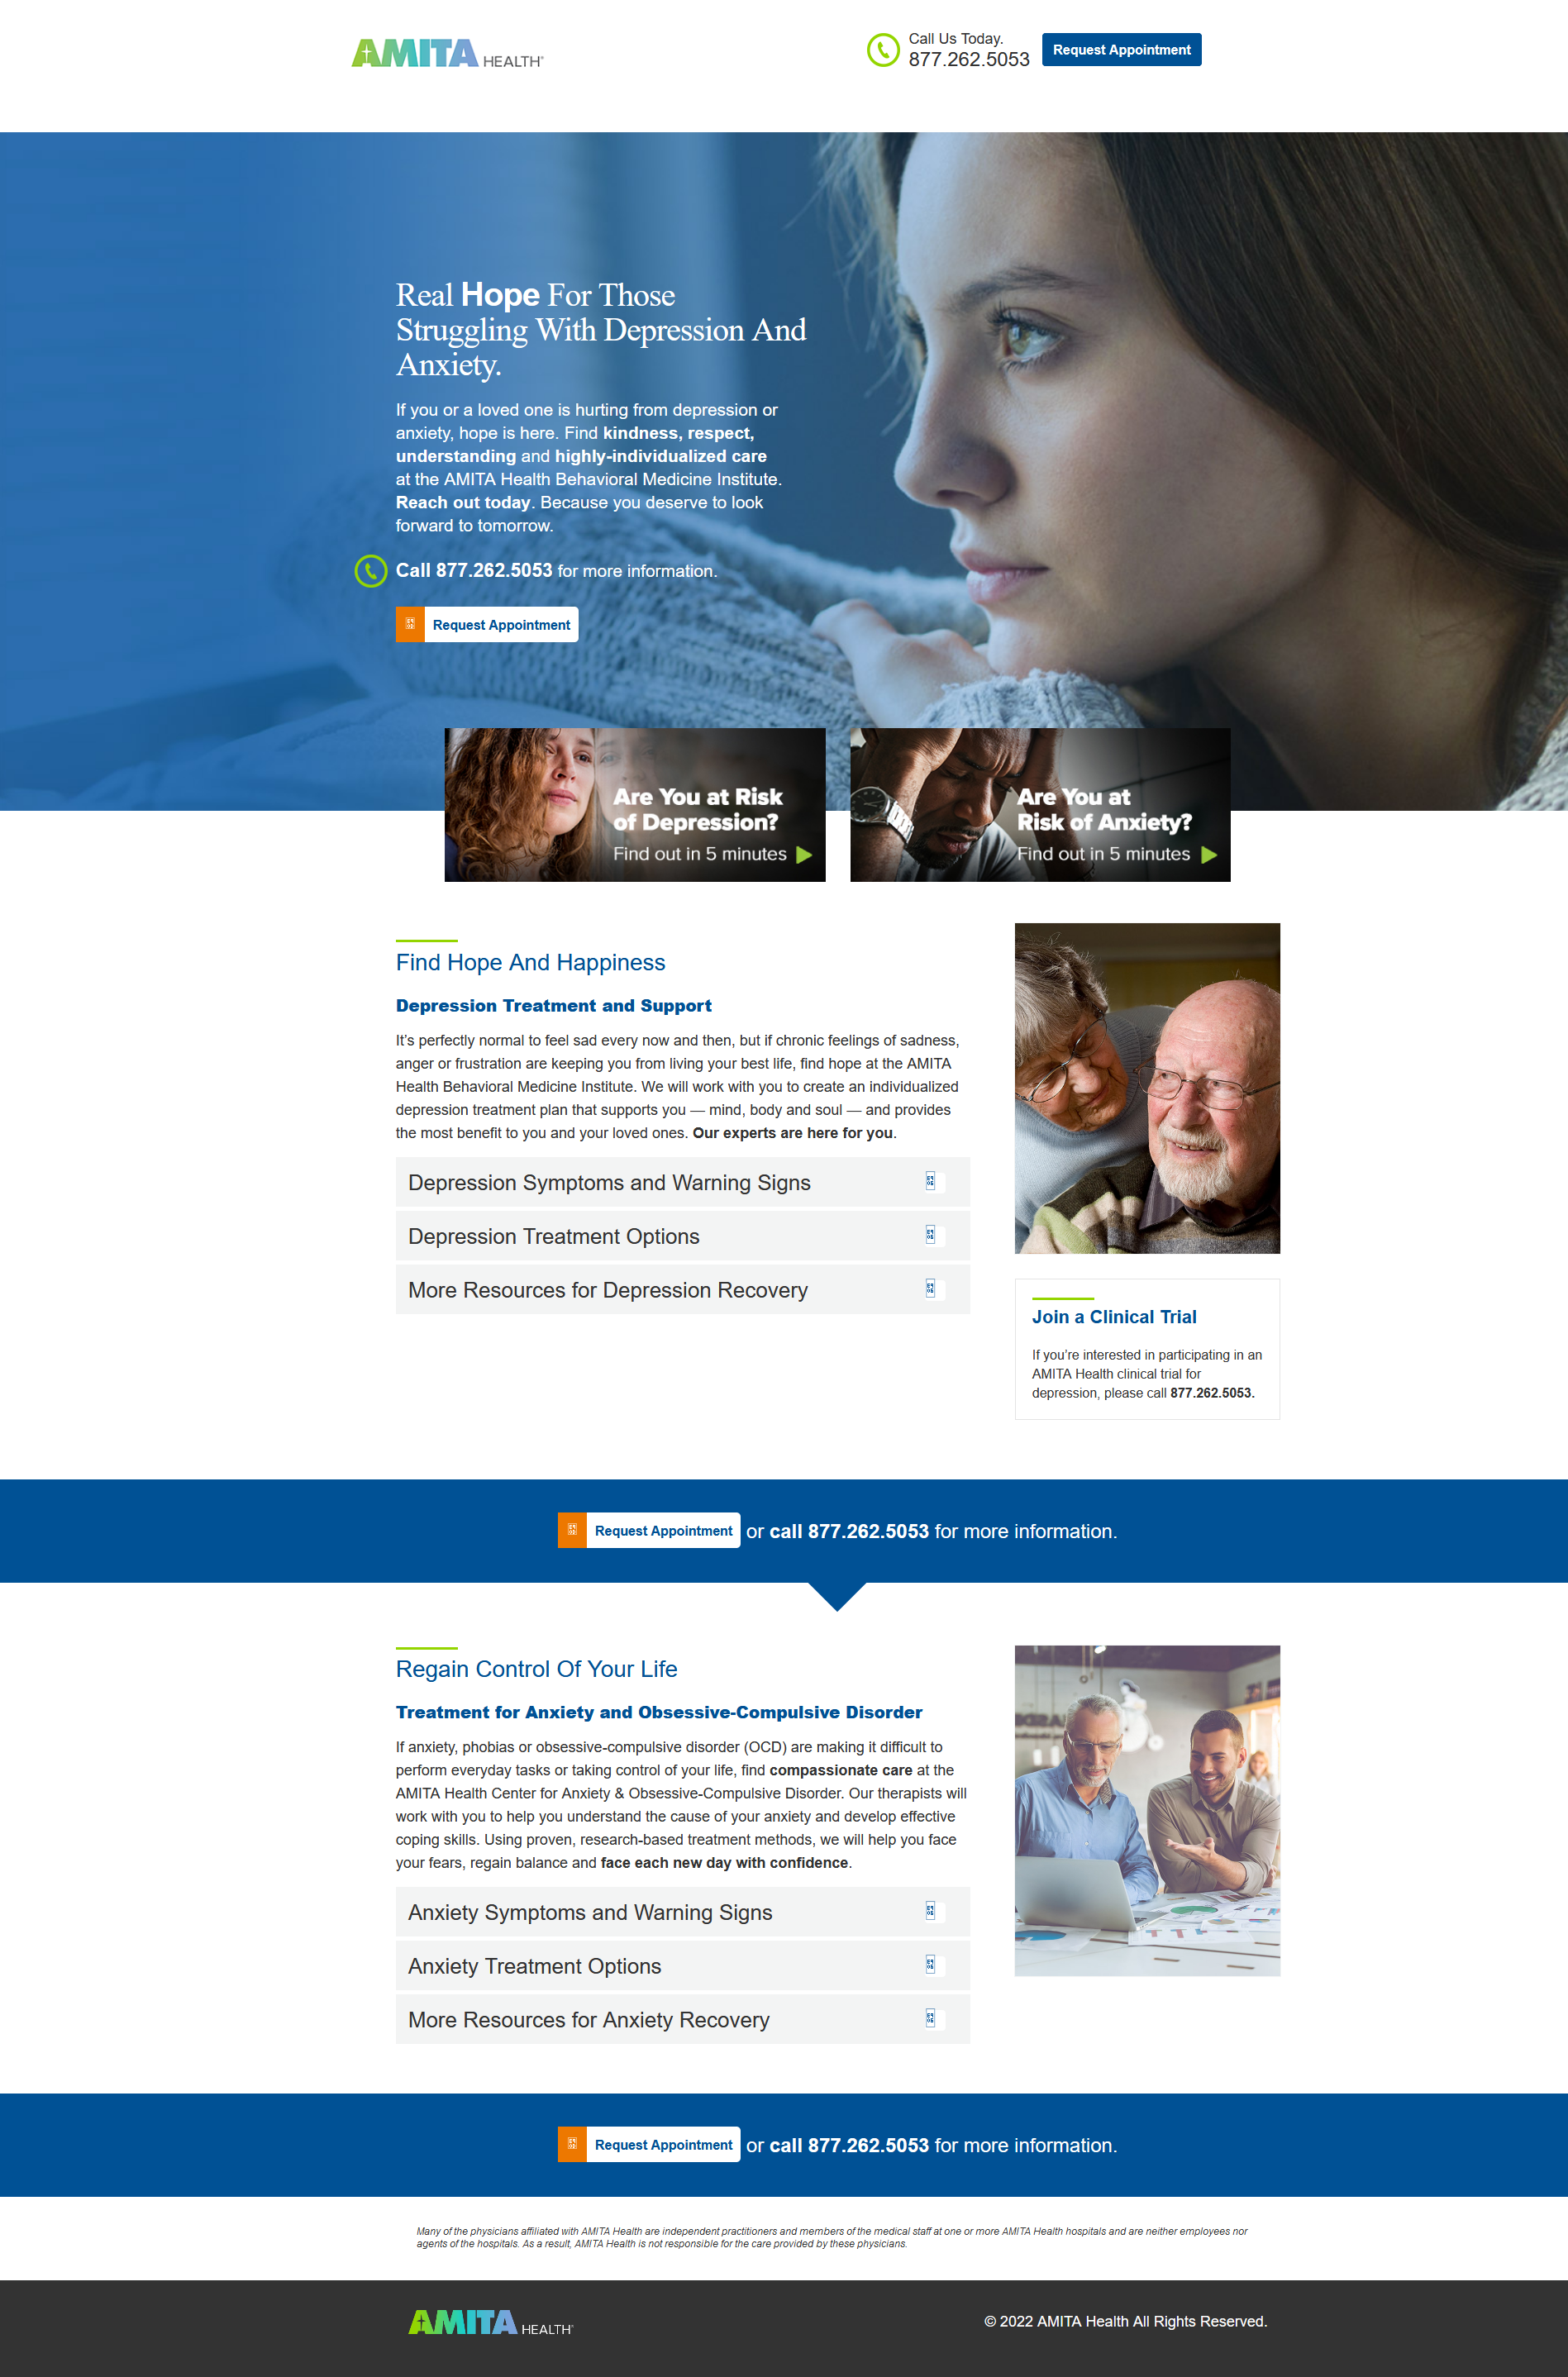 AMITA HEALTH®
Call Us Today.
877.262.5053
Request Appointment
Real Hope For Those
Struggling With Depression And
Anxiety.
If you or a loved one is hurting from depression or
anxiety, hope is here. Find kindness, respect,
understanding and highly-individualized care
at the AMITA Health Behavioral Medicine Institute.
Reach out today. Because you deserve to look
forward to tomorrow.
Call 877.262.5053 for more information.
Request Appointment
Are You at Risk
of Depression?
Find out in 5 minutes
Are You at
Risk of Anxiety?
Find out in 5 minutes
Find Hope And Happiness
Depression Treatment and Support
It’s perfectly normal to feel sad every now and then, but if chronic feelings of sadness,
anger or frustration are keeping you from living your best life, find hope at the AMITA
Health Behavioral Medicine Institute. We will work with you to create an individualized
depression treatment plan that supports you — mind, body and soul — and provides
the most benefit to you and your loved ones. Our experts are here for you.
Depression Symptoms and Warning Signs
Depression Treatment Options
More Resources for Depression Recovery
Join a Clinical Trial
If you’re interested in participating in an
AMITA Health clinical trial for
depression, please call 877.262.5053.
Request Appointment or call 877.262.5053 for more information.
Regain Control Of Your Life
Treatment for Anxiety and Obsessive-Compulsive Disorder
If anxiety, phobias or obsessive-compulsive disorder (OCD) are making it difficult to
perform everyday tasks or taking control of your life, find compassionate care at the
AMITA Health Center for Anxiety & Obsessive-Compulsive Disorder. Our therapists will
work with you to help you understand the cause of your anxiety and develop effective
coping skills. Using proven, research-based treatment methods, we will help you face
your fears, regain balance and face each new day with confidence.
Anxiety Symptoms and Warning Signs
Anxiety Treatment Options
More Resources for Anxiety Recovery
Request Appointment or call 877.262.5053 for more information.
Many of the physicians affiliated with AMITA Health are independent practitioners and members of the medical staff at one or more AMITA Health hospitals and are neither employees nor
agents of the hospitals. As a result, AMITA Health is not responsible for the care provided by these physicians.
AMITA HEALTH®
© 2022 AMITA Health All Rights Reserved.